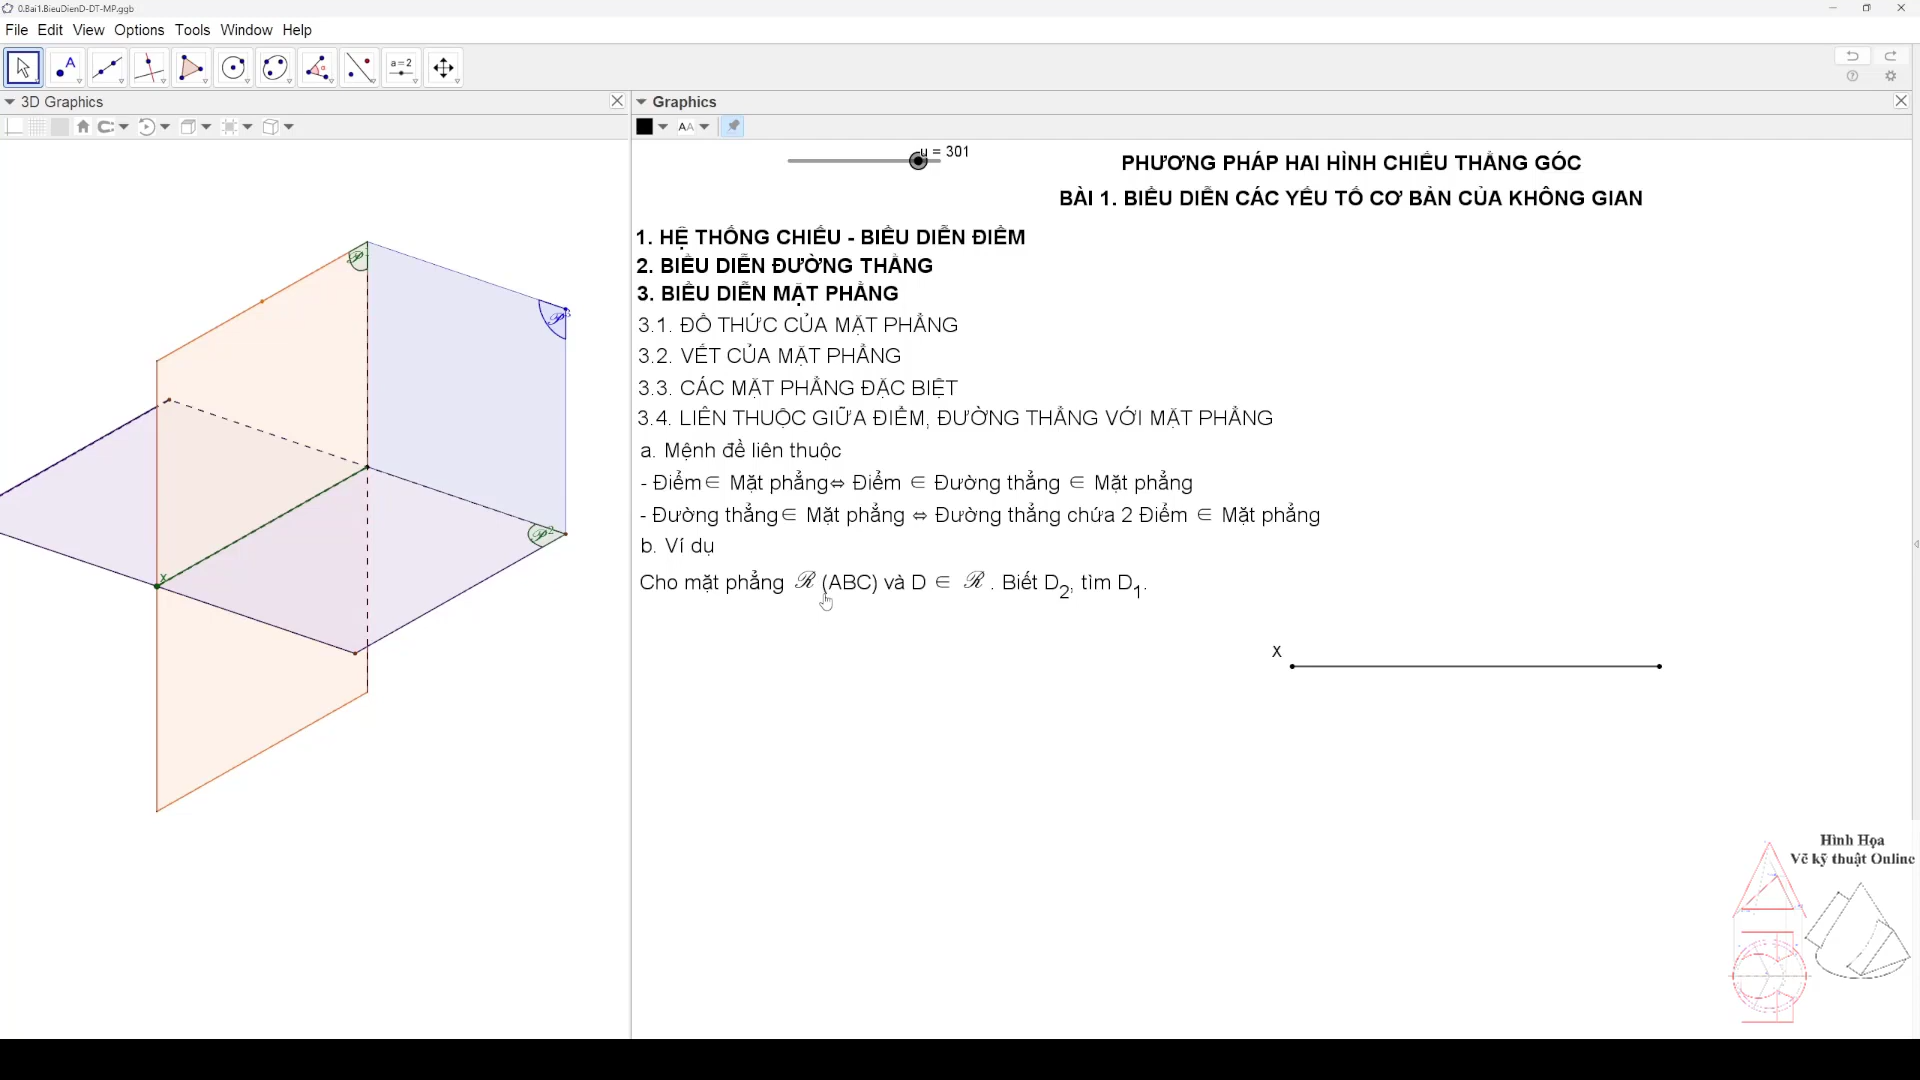 0.Bai1.BieuDienD-DT-MP.ggb
File Edit View Options Tools Window Help
A
a=2
3D Graphics
Graphics
AA
u = 301
PHƯƠNG PHÁP HAI HÌNH CHIẾU THẲNG GÓC
BÀI 1. BIỂU DIỄN CÁC YẾU TỐ CƠ BẢN CỦA KHÔNG GIAN
1. HỆ THỐNG CHIẾU - BIỂU DIỄN ĐIỂM
2. BIỂU DIỄN ĐƯỜNG THẲNG
3. BIỂU DIỄN MẶT PHẲNG
3.1. ĐỒ THỨC CỦA MẶT PHẲNG
3.2. VẾT CỦA MẶT PHẲNG
3.3. CÁC MẶT PHẲNG ĐẶC BIỆT
3.4. LIÊN THUỘC GIỮA ĐIỂM, ĐƯỜNG THẲNG VỚI MẶT PHẲNG
a. Mệnh đề liên thuộc
- Điểm ∈ Mặt phẳng ⇔ Điểm ∈ Đường thẳng ∈ Mặt phẳng
- Đường thẳng ∈ Mặt phẳng ⇔ Đường thẳng chứa 2 Điểm ∈ Mặt phẳng
b. Ví dụ
Cho mặt phẳng ℛ (ABC) và D ∈ ℛ . Biết D₂, tìm D₁.
x
𝒫³
𝒫²
x
Hình Họa
Vẽ kỹ thuật Online